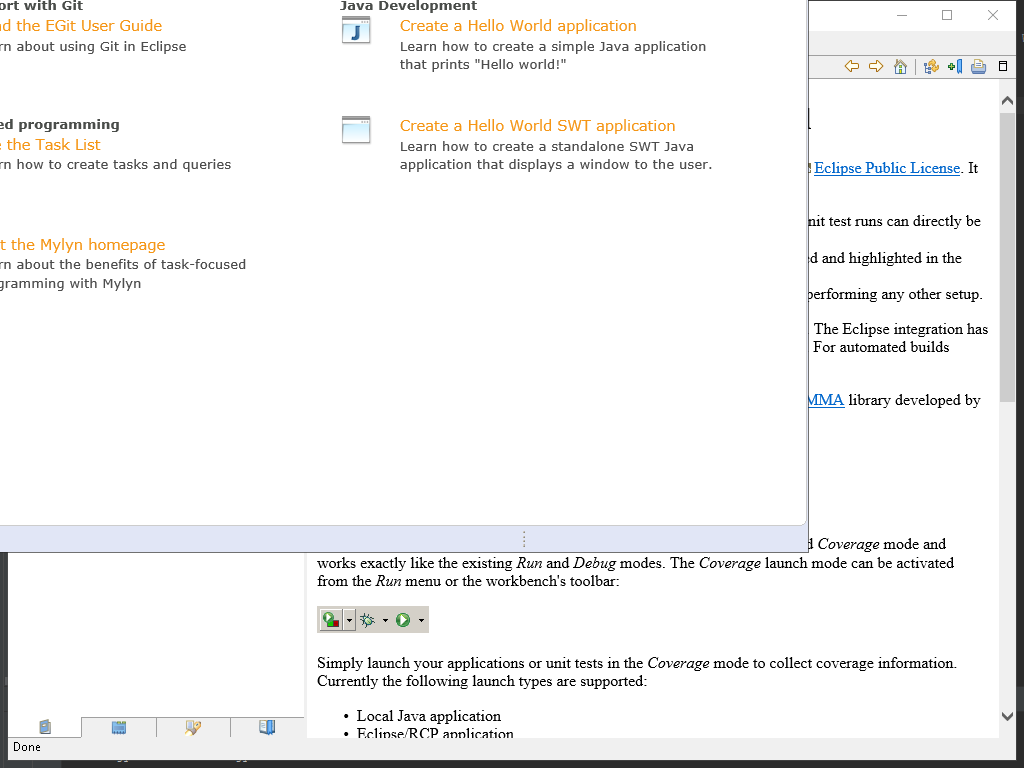 ort with Git
d the EGit User Guide
rn about using Git in Eclipse
ed programming
the Task List
rn how to create tasks and queries
t the Mylyn homepage
rn about the benefits of task-focused
gramming with Mylyn
Java Development
Create a Hello World application
Learn how to create a simple Java application
that prints "Hello world!"
Create a Hello World SWT application
Learn how to create a standalone SWT Java
application that displays a window to the user.
Eclipse Public License. It
nit test runs can directly be
d and highlighted in the
performing any other setup.
The Eclipse integration has
For automated builds
MMA library developed by
d Coverage mode and
works exactly like the existing Run and Debug modes. The Coverage launch mode can be activated
from the Run menu or the workbench's toolbar:
Simply launch your applications or unit tests in the Coverage mode to collect coverage information.
Currently the following launch types are supported:
• Local Java application
• Eclipse/RCP application
Done